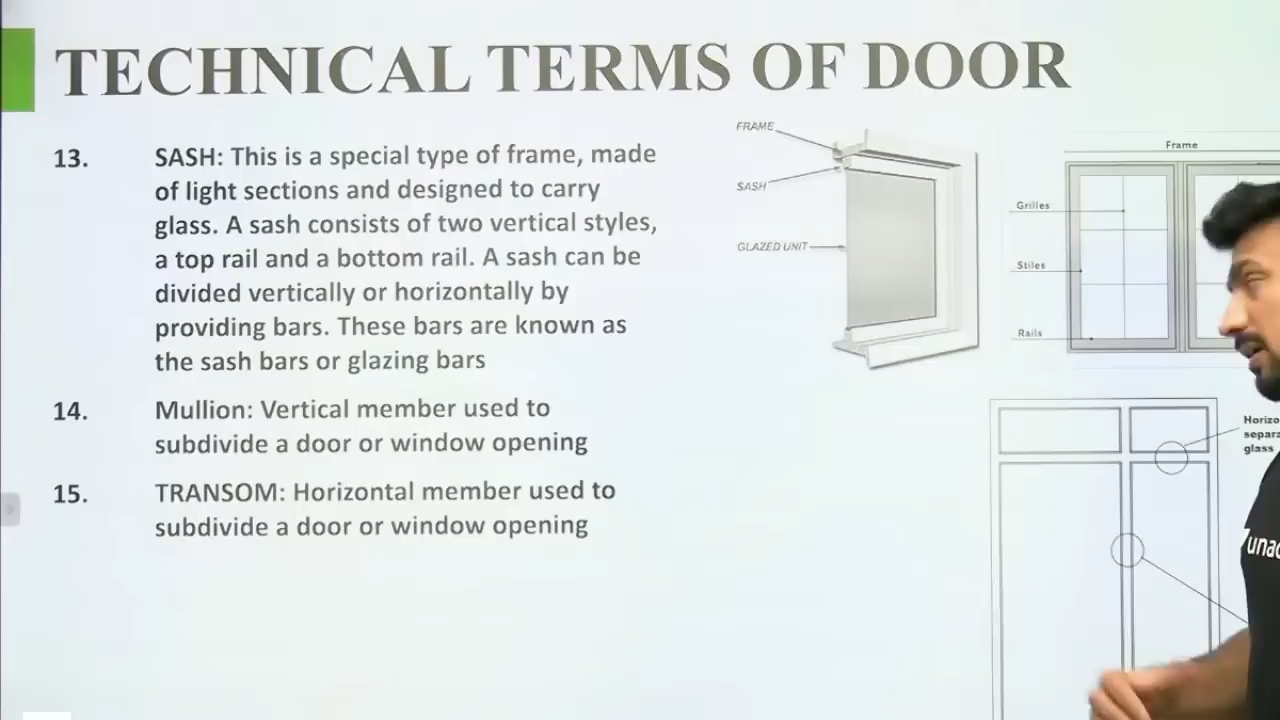 TECHNICAL TERMS OF DOOR
13. SASH: This is a special type of frame, made
of light sections and designed to carry
glass. A sash consists of two vertical styles,
a top rail and a bottom rail. A sash can be
divided vertically or horizontally by
providing bars. These bars are known as
the sash bars or glazing bars
14. Mullion: Vertical member used to
subdivide a door or window opening
15. TRANSOM: Horizontal member used to
subdivide a door or window opening
FRAME
SASH
GLAZED UNIT
Frame
Grilles
Stiles
Rails
Horizo
separa
glass
unac